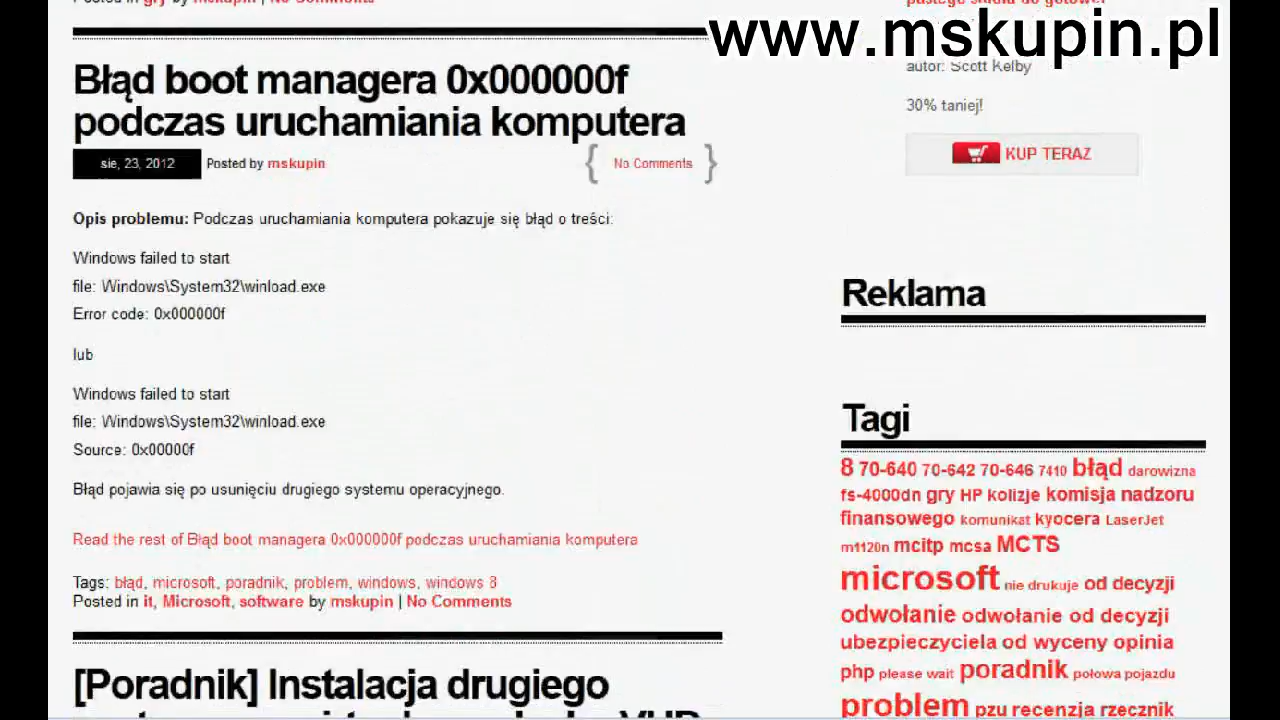 Posted in gry by mskupin | No Comments
Błąd boot managera 0x000000f
podczas uruchamiania komputera
sie, 23, 2012 Posted by mskupin
{ No Comments }
Opis problemu: Podczas uruchamiania komputera pokazuje się błąd o treści:
Windows failed to start
file: Windows\System32\winload.exe
Error code: 0x000000f
lub
Windows failed to start
file: Windows\System32\winload.exe
Source: 0x00000f
Błąd pojawia się po usunięciu drugiego systemu operacyjnego.
Read the rest of Błąd boot managera 0x000000f podczas uruchamiania komputera
Tags: błąd, microsoft, poradnik, problem, windows, windows 8
Posted in it, Microsoft, software by mskupin | No Comments
[Poradnik] Instalacja drugiego
www.mskupin.pl
autor: Scott Kelby
30% taniej!
KUP TERAZ
Reklama
Tagi
8 70-640 70-642 70-646 7410 błąd darowizna
fs-4000dn gry HP kolizje komisja nadzoru
finansowego komunikat kyocera LaserJet
m1120n mcitp mcsa MCTS
microsoft nie drukuje od decyzji
odwołanie odwołanie od decyzji
ubezpieczyciela od wyceny opinia
php please wait poradnik połowa pojazdu
problem pzu recenzja rzecznik